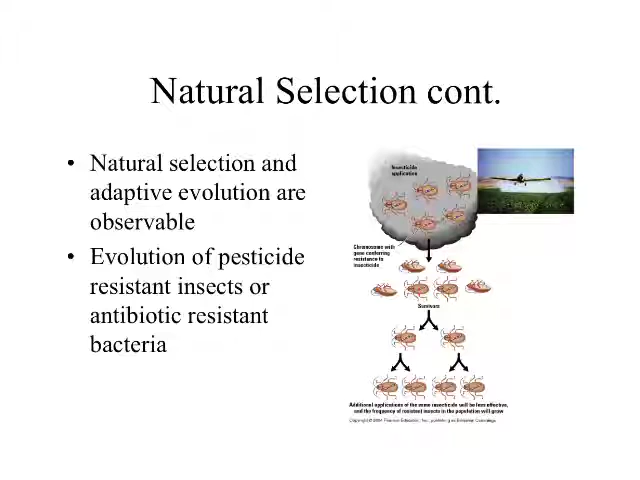 Natural Selection cont.
• Natural selection and
adaptive evolution are
observable
• Evolution of pesticide
resistant insects or
antibiotic resistant
bacteria
Insecticide
application
Chromosome with
gene conferring
resistance to
insecticide
Survivors
Additional applications of the same insecticide will be less effective,
and the frequency of resistant insects in the population will grow
Copyright © 2001 Pearson Education, Inc., publishing as Benjamin Cummings.